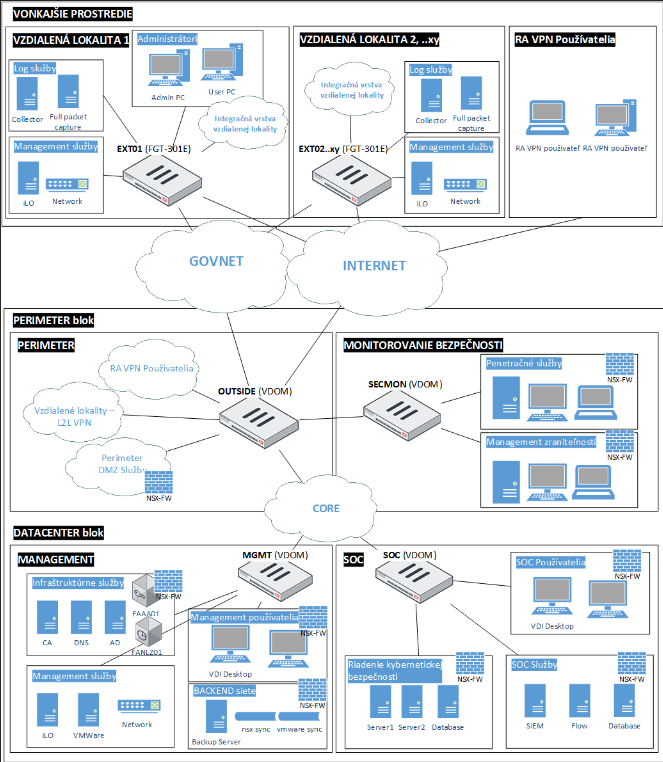 VONKAJŠIE PROSTREDIE
VZDIALENÁ LOKALITA 1
Log služby
Collector
Full packet
capture
Management služby
iLO
Network
Administrátori
Admin PC
User PC
Integračná vrstva
vzdialenej lokality
EXT01 (FGT-301E)
VZDIALENÁ LOKALITA 2, ..xy
Integračná vrstva
vzdialenej lokality
EXT02..xy (FGT-301E)
Log služby
Collector
Full packet
capture
Management služby
iLO
Network
RA VPN Používatelia
RA VPN používateľ
RA VPN používateľ
GOVNET
INTERNET
PERIMETER blok
PERIMETER
RA VPN Používatelia
Vzdialené lokality –
L2L VPN
Perimeter
DMZ Služby
NSX-FW
OUTSIDE (VDOM)
MONITOROVANIE BEZPEČNOSTI
SECMON (VDOM)
Penetračné služby
NSX-FW
Management zraniteľností
NSX-FW
CORE
DATACENTER blok
MANAGEMENT
MGMT (VDOM)
Infraštruktúrne služby
NSX-FW
FAAA01
FANLZ01
CA
DNS
AD
Management služby
iLO
VMWare
Network
Management používatelia
NSX-FW
VDI Desktop
BACKEND siete
NSX-FW
Backup Server
nsx sync
vmware sync
SOC
SOC (VDOM)
SOC Používatelia
NSX-FW
VDI Desktop
Riadenie kybernetickej
bezpečnosti
NSX-FW
Server1
Server2
Database
SOC Služby
NSX-FW
SIEM
Flow
Database